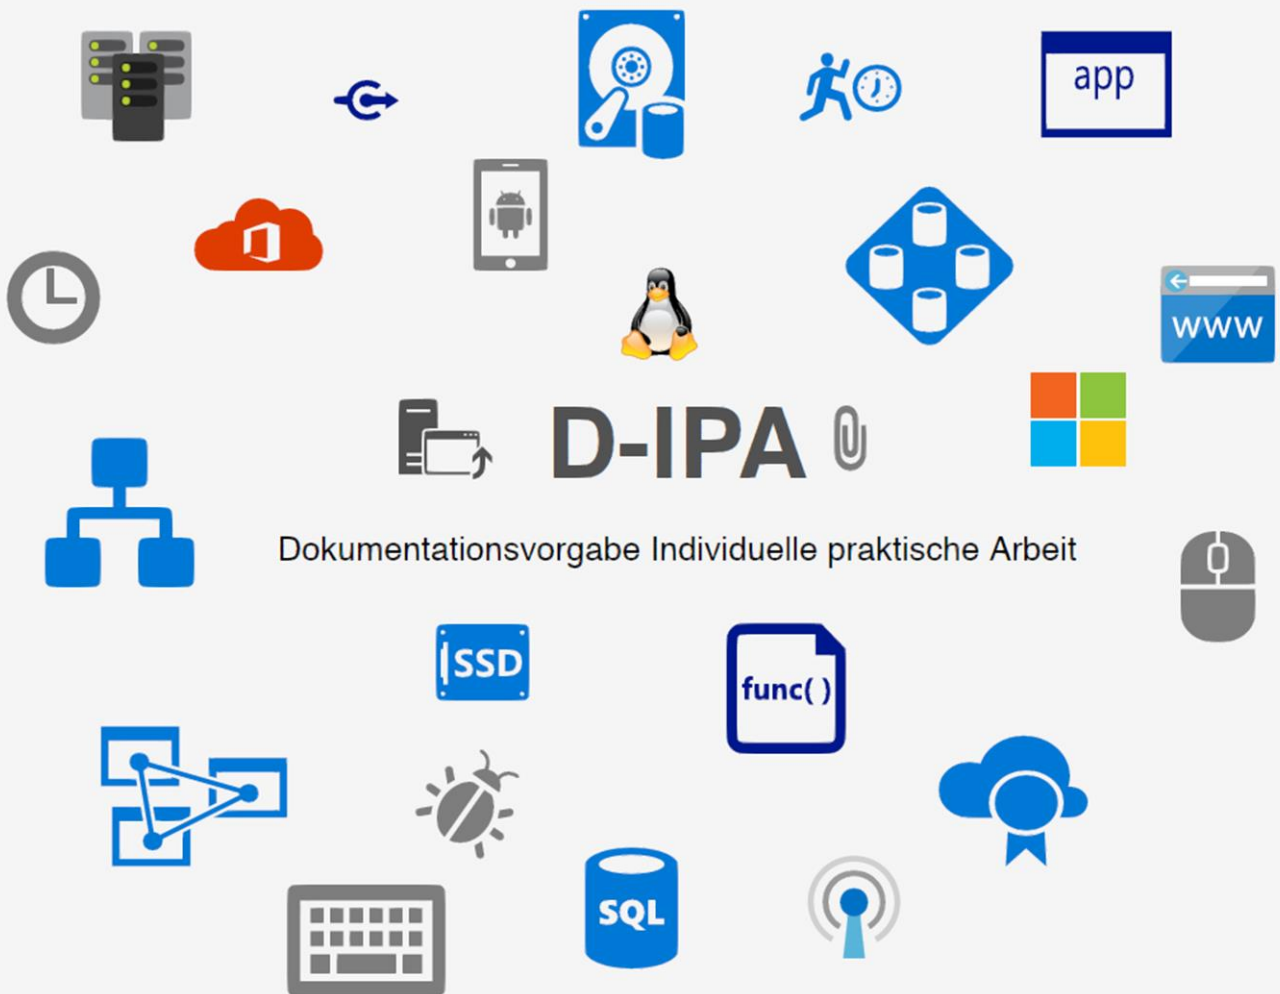 app
www
D-IPA
Dokumentationsvorgabe Individuelle praktische Arbeit
SSD
func( )
SQL